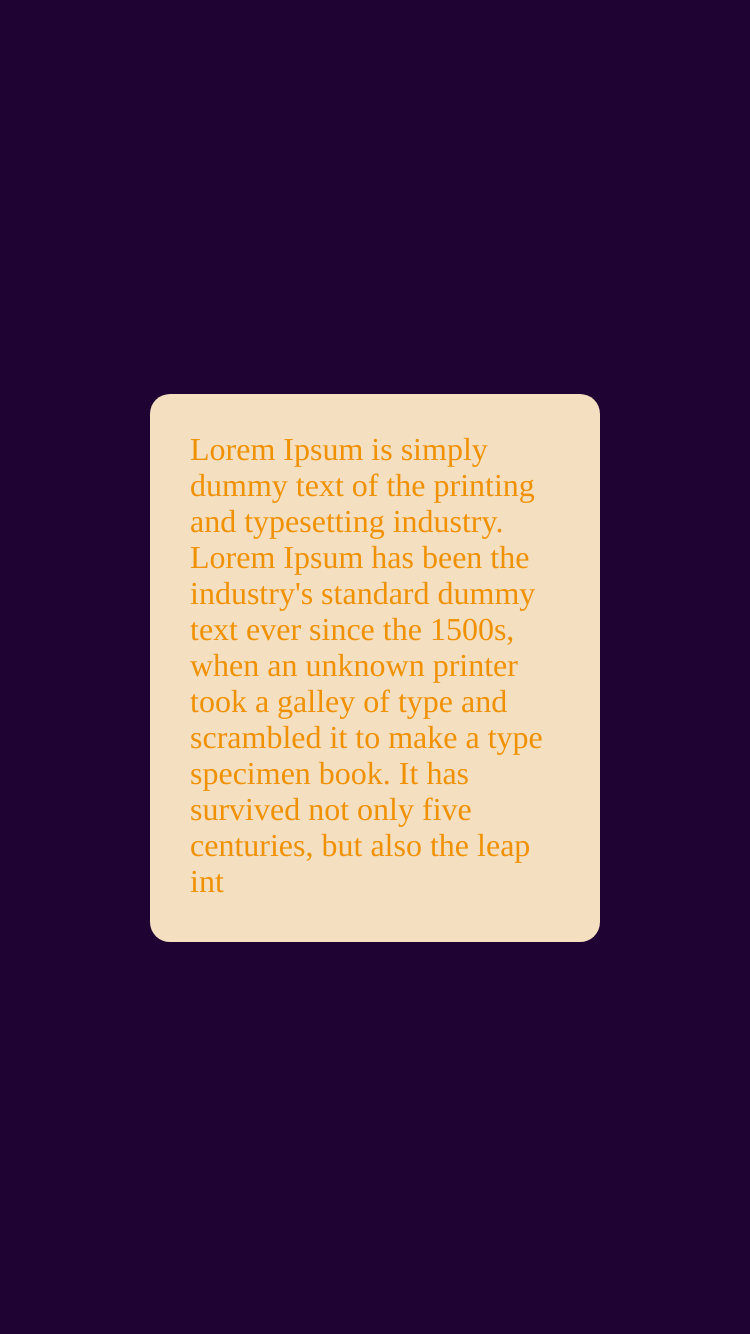 Lorem Ipsum is simply
dummy text of the printing
and typesetting industry.
Lorem Ipsum has been the
industry's standard dummy
text ever since the 1500s,
when an unknown printer
took a galley of type and
scrambled it to make a type
specimen book. It has
survived not only five
centuries, but also the leap
int